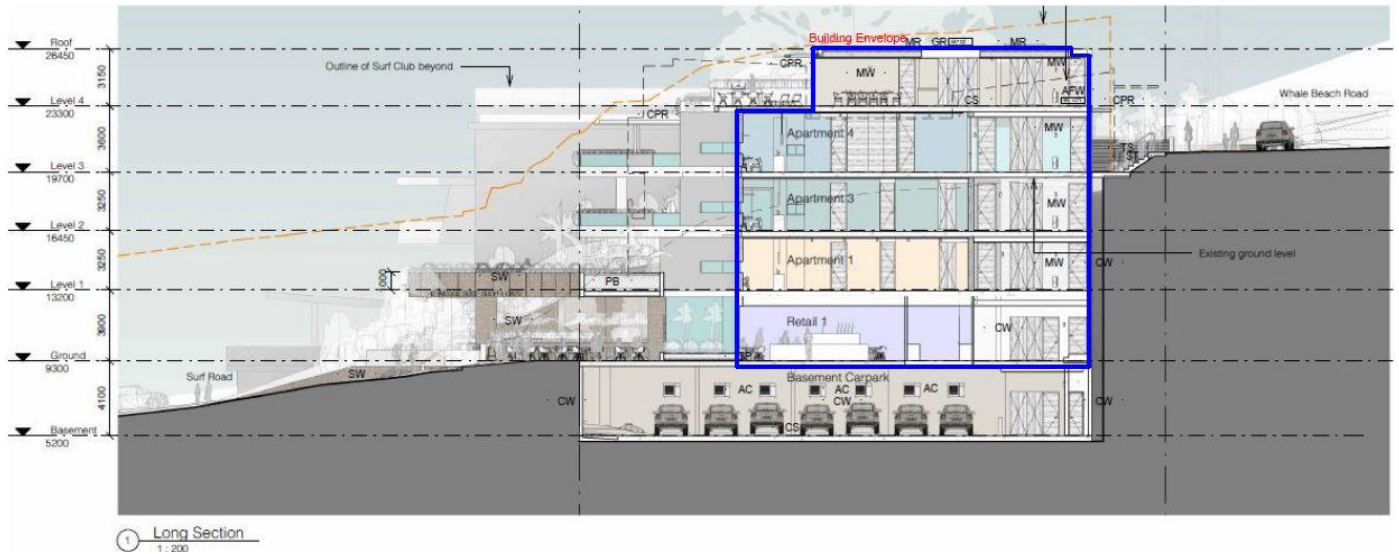 Roof
26450
3150
Level 4
23300
3600
Level 3
19700
3250
Level 2
16450
3250
Level 1
13200
3900
Ground
9300
4100
Basement
5200
Outline of Surf Club beyond
Building Envelope
MR GR MR
CPR
MW
MW
AFW
CS
CPR
CPR
Whale Beach Road
Apartment 4
MW
TS
ST
Apartment 3
MW
Existing ground level
Apartment 1
MW
CW
SW
1000
PB
SW
Retail 1
CW
Surf Road
SW
Basement Carpark
AC AC AC
CW
CW
CW
CS
1 Long Section
1 : 200